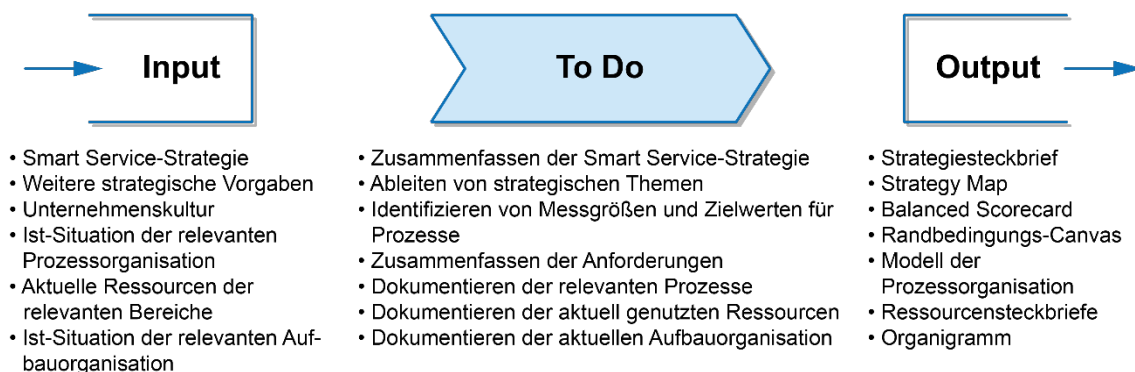 Input
• Smart Service-Strategie
• Weitere strategische Vorgaben
• Unternehmenskultur
• Ist-Situation der relevanten
Prozessorganisation
• Aktuelle Ressourcen der
relevanten Bereiche
• Ist-Situation der relevanten Auf-
bauorganisation
To Do
• Zusammenfassen der Smart Service-Strategie
• Ableiten von strategischen Themen
• Identifizieren von Messgrößen und Zielwerten für
Prozesse
• Zusammenfassen der Anforderungen
• Dokumentieren der relevanten Prozesse
• Dokumentieren der aktuell genutzten Ressourcen
• Dokumentieren der aktuellen Aufbauorganisation
Output
• Strategiesteckbrief
• Strategy Map
• Balanced Scorecard
• Randbedingungs-Canvas
• Modell der
Prozessorganisation
• Ressourcensteckbriefe
• Organigramm